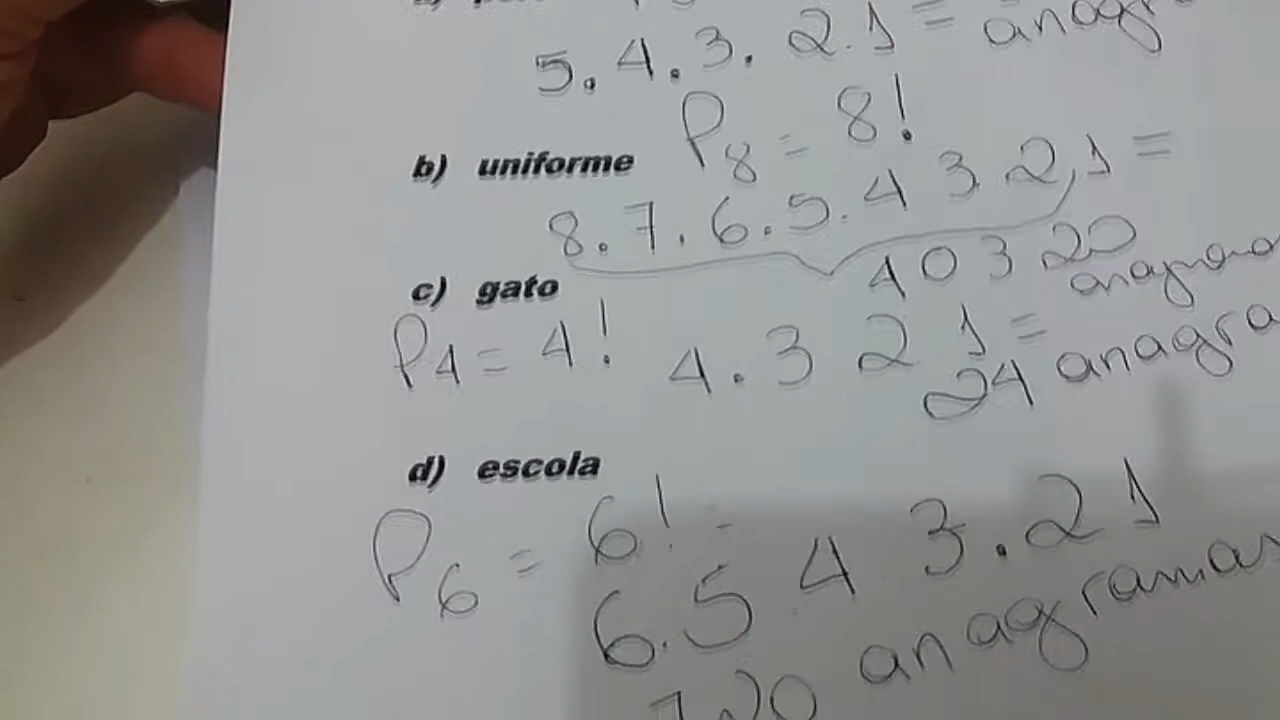 a)
5.4.3.2.1 = anagr
P8 = 8!
b) uniforme
8.7.6.5.4 3 2,1 =
40320
c) gato
P4 = 4! 4.3 2 1 =
24 anagra
d) escola
P6 = 6! -
6.5 4 3.2 1
720 anagramas